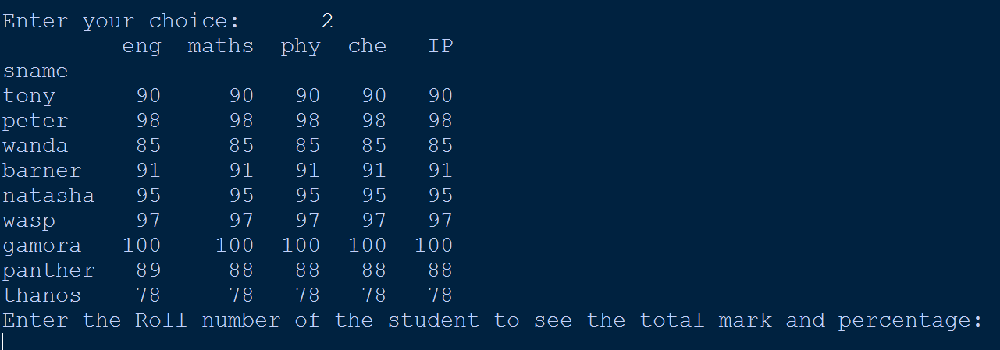 Enter your choice: 2
eng maths phy che IP
sname
tony 90 90 90 90 90
peter 98 98 98 98 98
wanda 85 85 85 85 85
barner 91 91 91 91 91
natasha 95 95 95 95 95
wasp 97 97 97 97 97
gamora 100 100 100 100 100
panther 89 88 88 88 88
thanos 78 78 78 78 78
Enter the Roll number of the student to see the total mark and percentage: